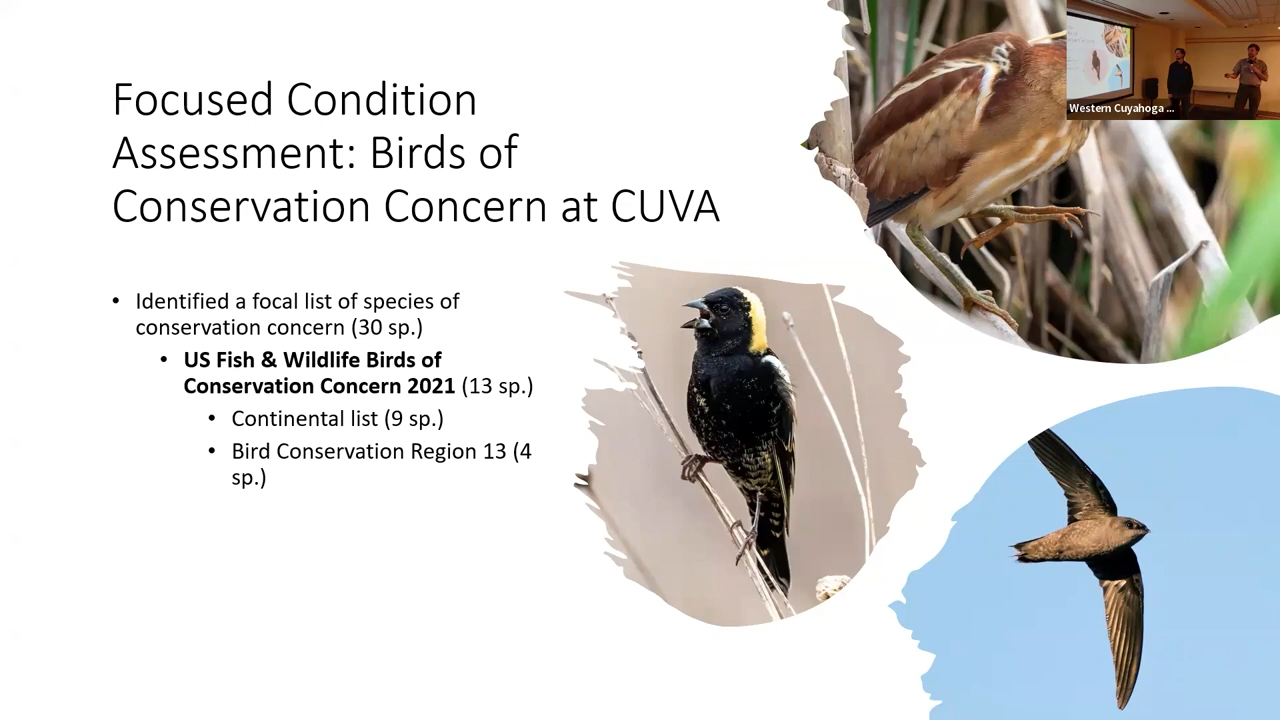 Focused Condition
Assessment: Birds of
Conservation Concern at CUVA
• Identified a focal list of species of
conservation concern (30 sp.)
• US Fish & Wildlife Birds of
Conservation Concern 2021 (13 sp.)
• Continental list (9 sp.)
• Bird Conservation Region 13 (4
sp.)
Western Cuyahoga ...